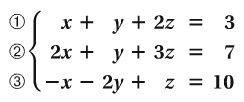 ① x + y + 2z = 3
② 2x + y + 3z = 7
③ −x − 2y + z = 10